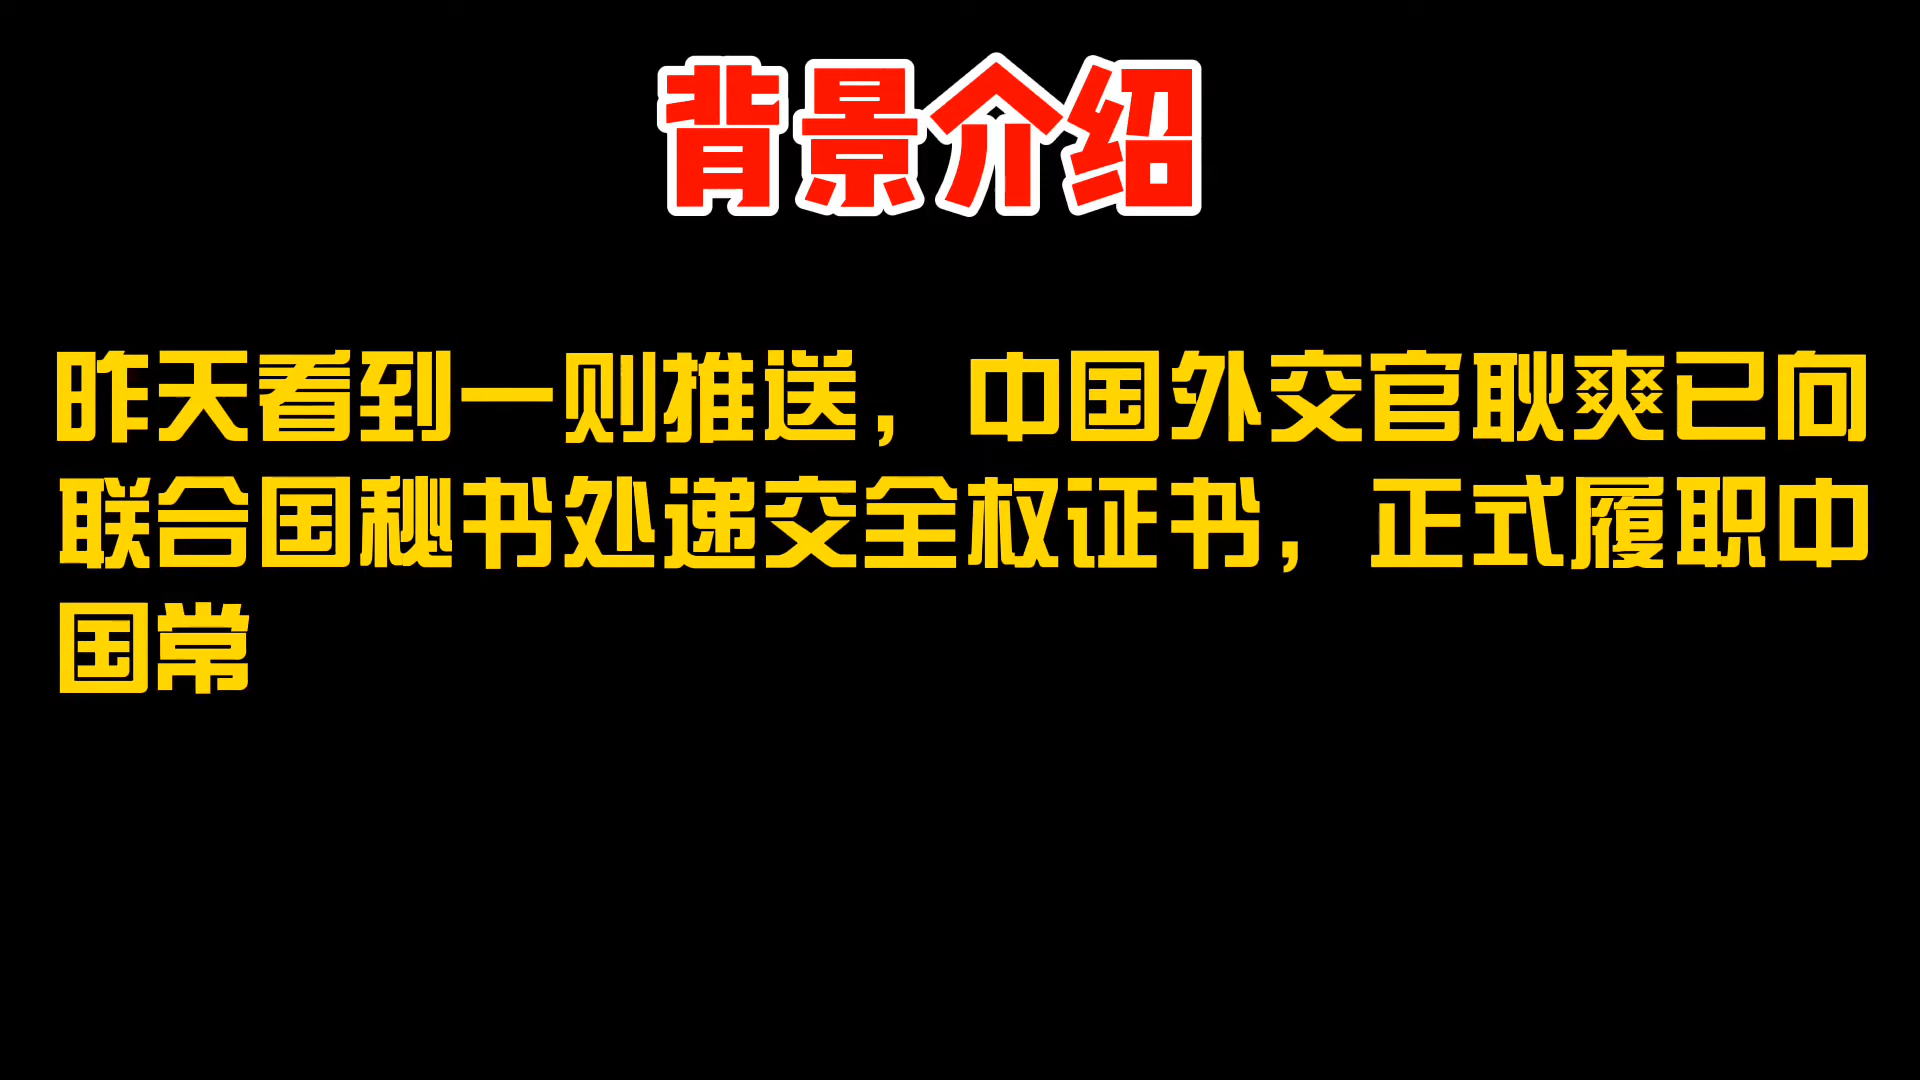 背景介绍
昨天看到一则推送，中国外交官耿爽已向
联合国秘书处递交全权证书，正式履职中
国常